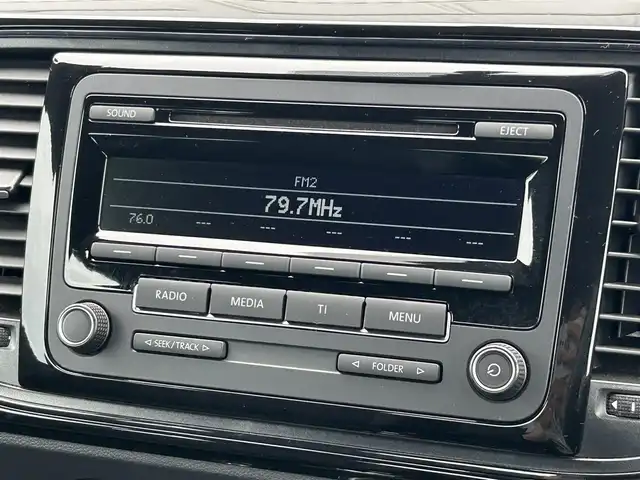 SOUND
EJECT
FM2
79.7MHz
76.0 --- --- --- --- ---
RADIO MEDIA TI MENU
◁ SEEK/TRACK ▷
◁ FOLDER ▷